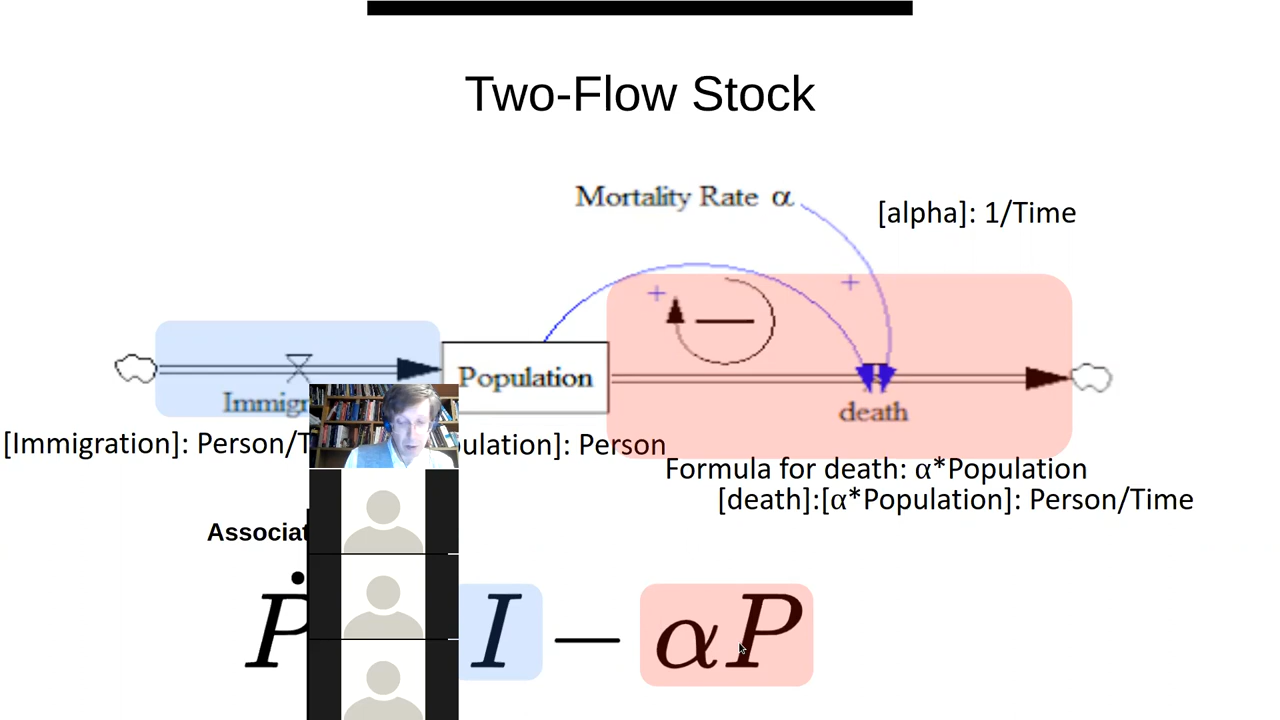 Two-Flow Stock
Mortality Rate α
[alpha]: 1/Time
+
+
Population
Immigr
death
[Immigration]: Person/T
ulation]: Person
Formula for death: α*Population
[death]:[α*Population]: Person/Time
Associat
Ṗ I − αP